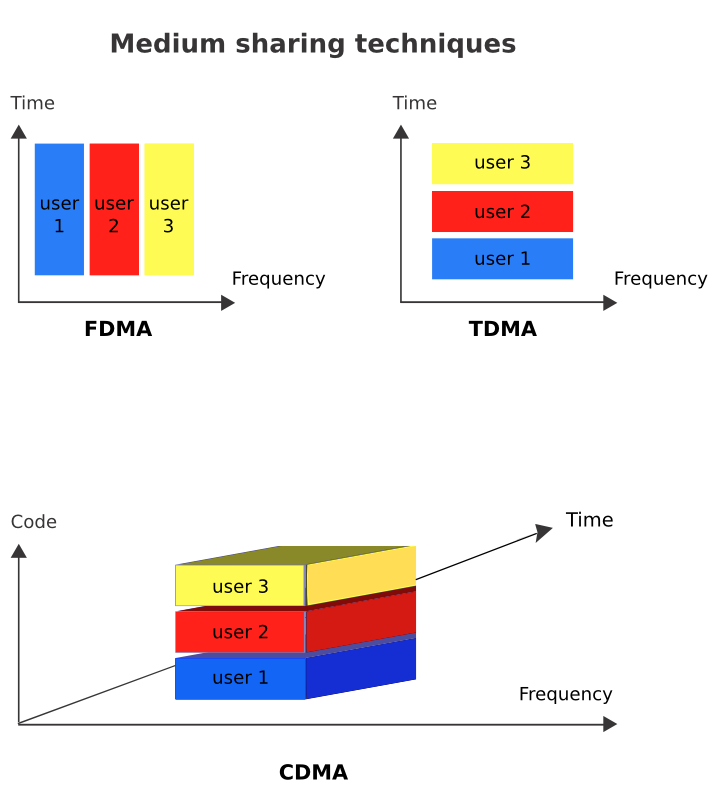 Medium sharing techniques
Time
user
1
user
2
user
3
Frequency
FDMA
Time
user 3
user 2
user 1
Frequency
TDMA
Code
Time
user 3
user 2
user 1
Frequency
CDMA